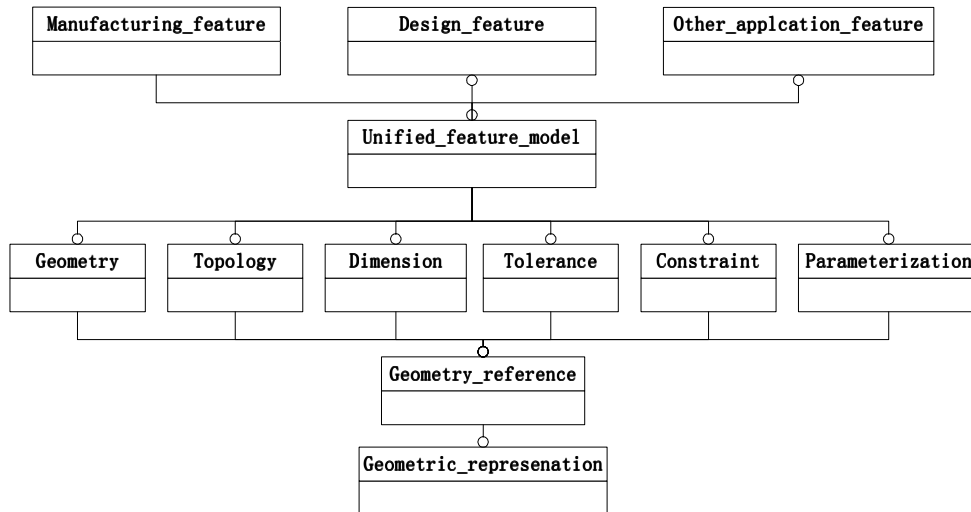 Manufacturing_feature
Design_feature
Other_applcation_feature
Unified_feature_model
Geometry
Topology
Dimension
Tolerance
Constraint
Parameterization
Geometry_reference
Geometric_represenation